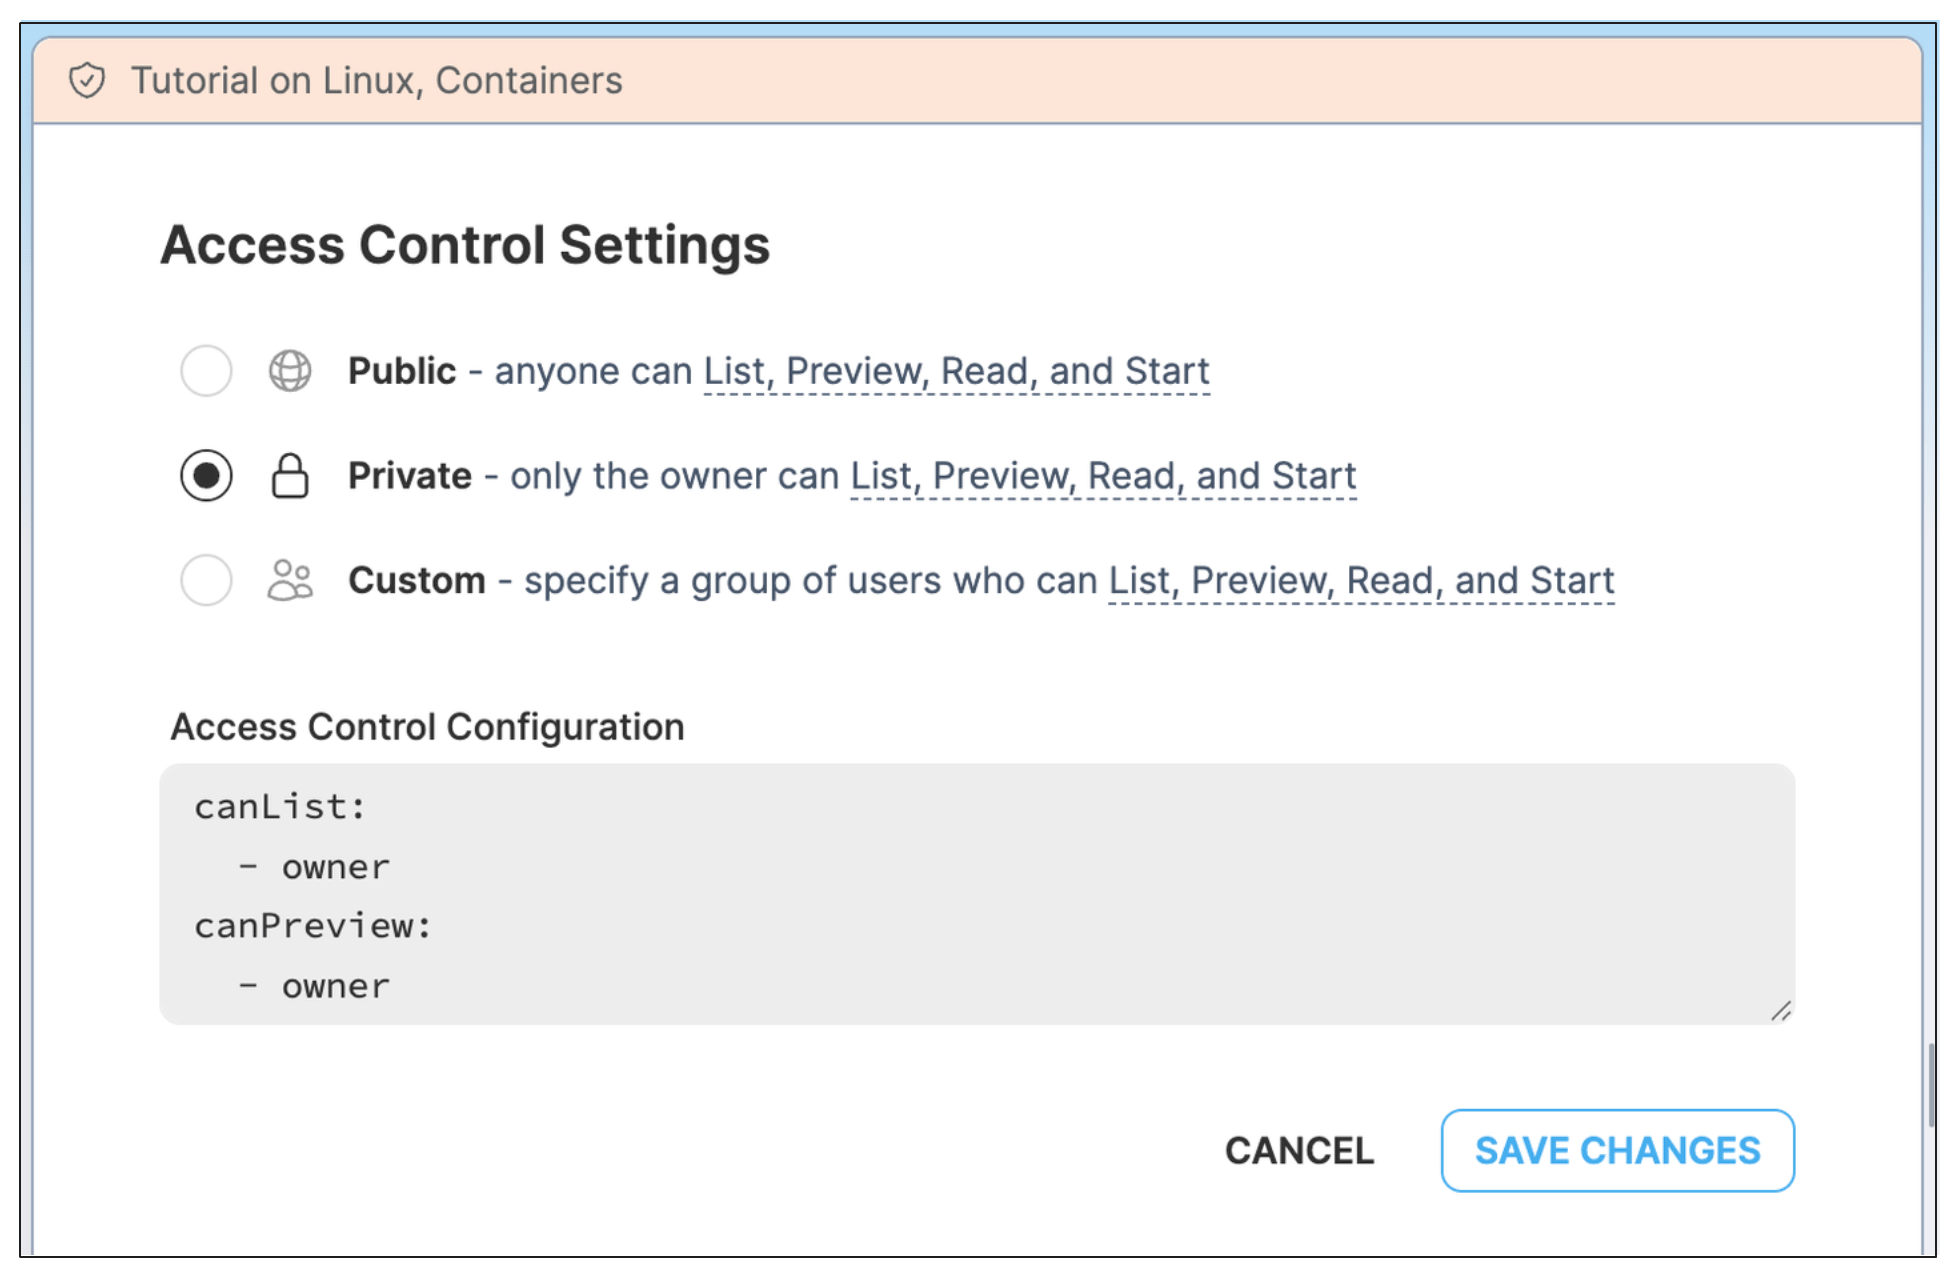 Tutorial on Linux, Containers
Access Control Settings
Public - anyone can List, Preview, Read, and Start
Private - only the owner can List, Preview, Read, and Start
Custom - specify a group of users who can List, Preview, Read, and Start
Access Control Configuration
canList:
  - owner
canPreview:
  - owner
CANCEL
SAVE CHANGES